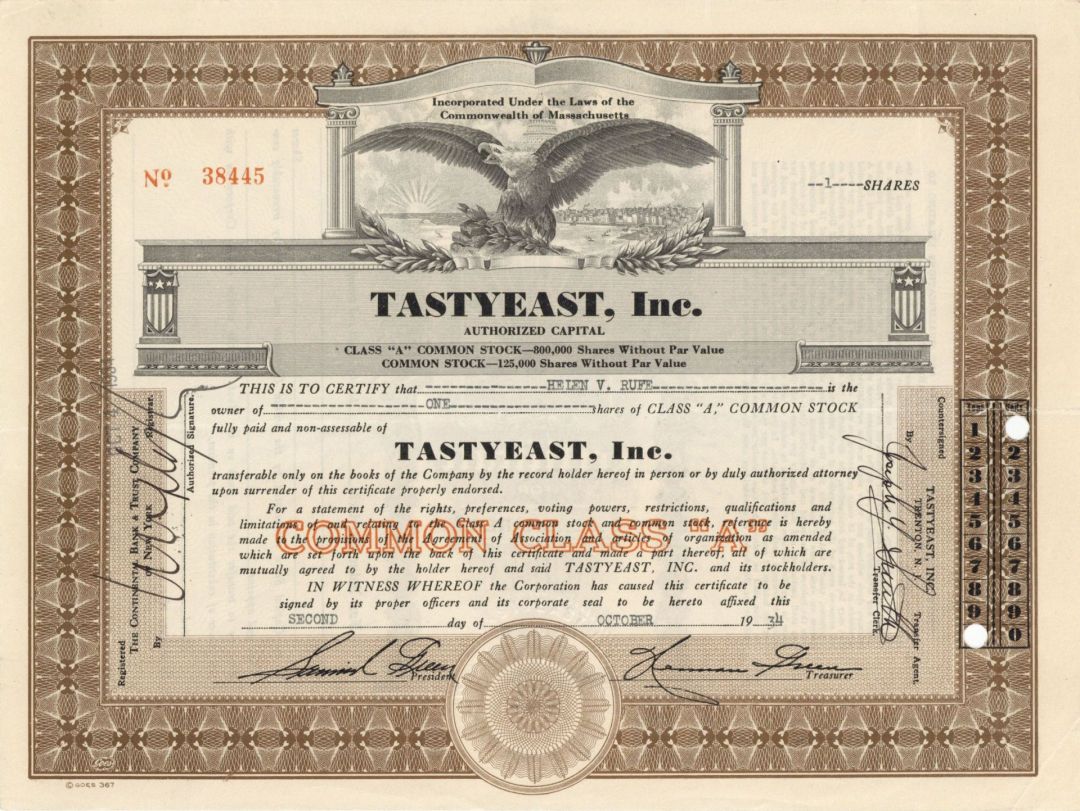 Incorporated Under the Laws of the
Commonwealth of Massachusetts
Nº 38445
--1----SHARES
TASTYEAST, Inc.
AUTHORIZED CAPITAL
CLASS "A" COMMON STOCK—800,000 Shares Without Par Value
COMMON STOCK—125,000 Shares Without Par Value
THIS IS TO CERTIFY that HELEN V. RUFE is the
owner of ONE shares of CLASS "A," COMMON STOCK
fully paid and non-assessable of
TASTYEAST, Inc.
transferable only on the books of the Company by the record holder hereof in person or by duly authorized attorney
upon surrender of this certificate properly endorsed.
For a statement of the rights, preferences, voting powers, restrictions, qualifications and
limitations of and relating to the Class A common stock and common stock, reference is hereby
made to the provisions of the Agreement of Association and articles of organization as amended
which are set forth upon the back of this certificate and made a part thereof, all of which are
mutually agreed to by the holder hereof and said TASTYEAST, INC. and its stockholders.
COMMON CLASS "A"
IN WITNESS WHEREOF the Corporation has caused this certificate to be
signed by its proper officers and its corporate seal to be hereto affixed this
SECOND day of OCTOBER 1934
Samuel Green
President
Herman Green
Treasurer
Registered
THE CONTINENTAL BANK & TRUST COMPANY
OF NEW YORK Registrar.
By
Authorized Signature.
Countersigned
TASTYEAST, INC.
TRENTON, N. J.
Transfer Agent.
By
Transfer Clerk
Tens Units
1
2 2
3 3
4 4
5 5
6 6
7 7
8 8
9 9
0
Goes
© GOES 367